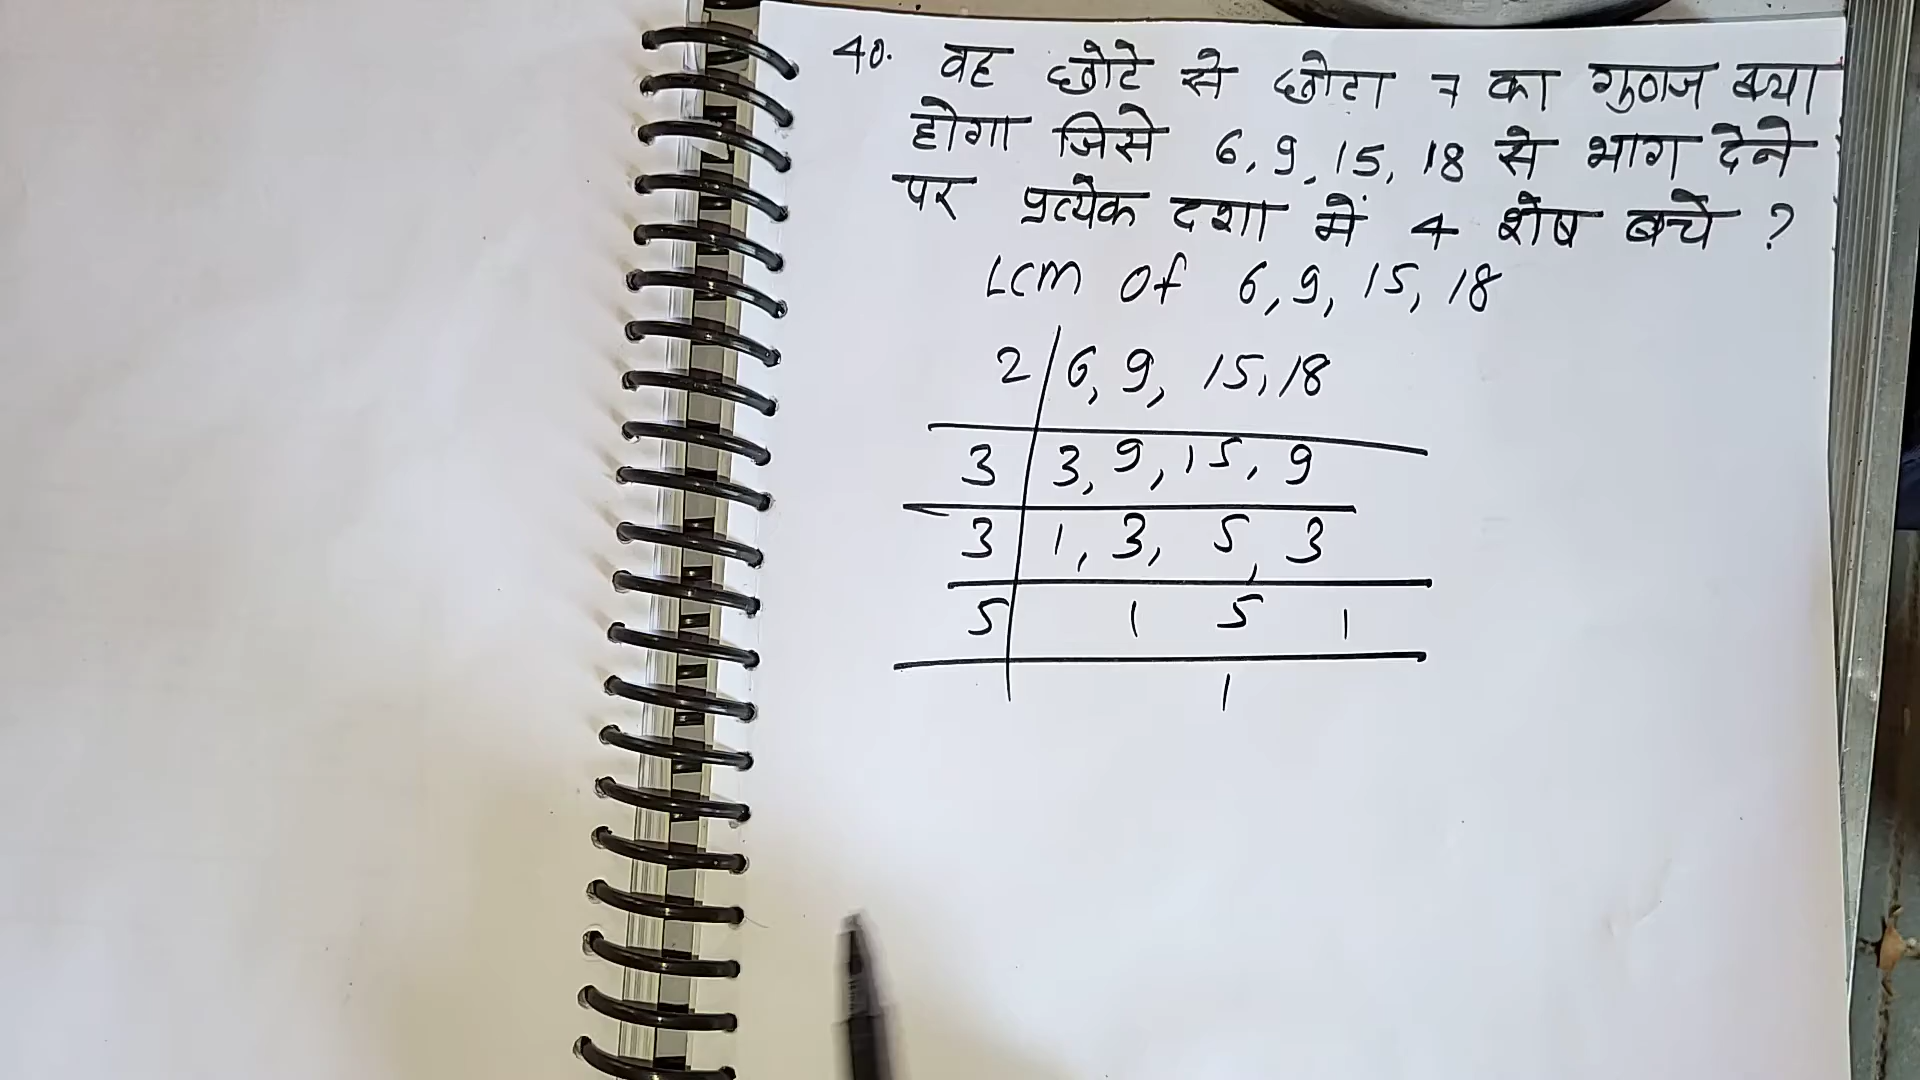 40. वह छोटे से छोटा 7 का गुणज क्या
होगा जिसे 6, 9, 15, 18 से भाग देने
पर प्रत्येक दशा में 4 शेष बचे ?
LCM Of 6, 9, 15, 18
2 6, 9, 15, 18
3 3, 9, 15, 9
3 1, 3, 5, 3
5 1 5 1
1